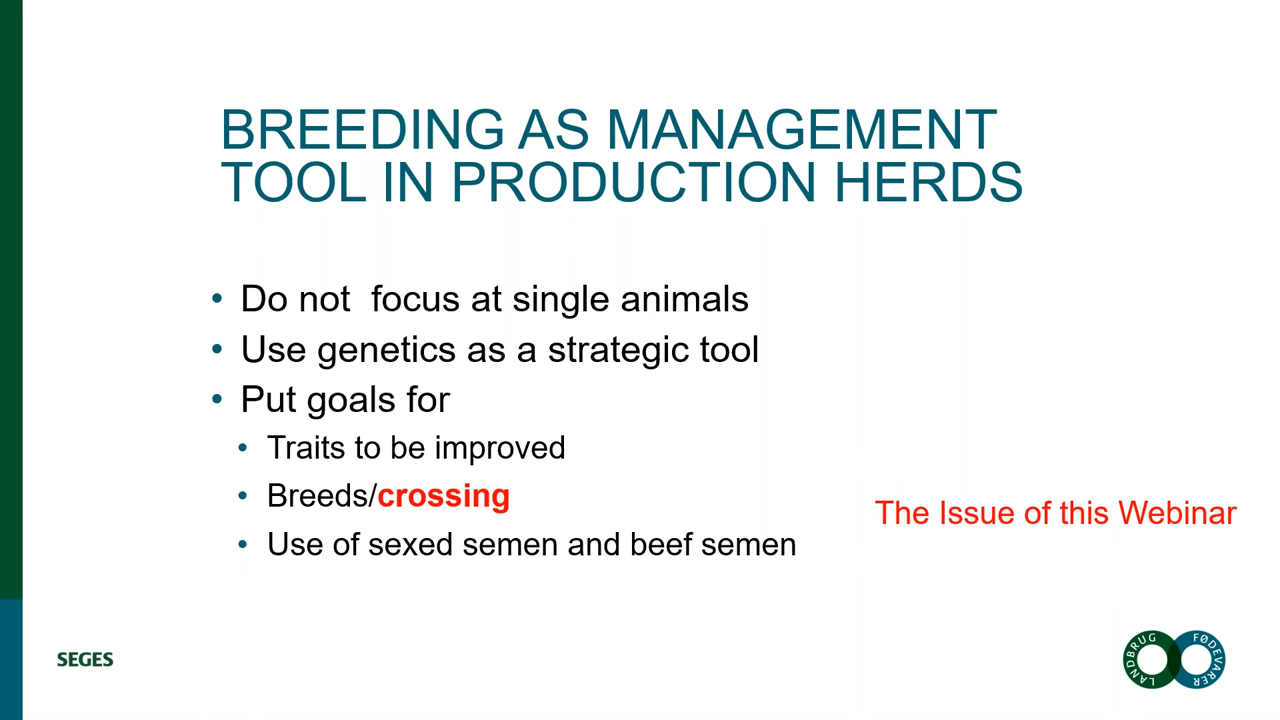 BREEDING AS MANAGEMENT
TOOL IN PRODUCTION HERDS
• Do not  focus at single animals
• Use genetics as a strategic tool
• Put goals for
• Traits to be improved
• Breeds/crossing
The Issue of this Webinar
• Use of sexed semen and beef semen
SEGES
LANDBRUG FØDEVARER